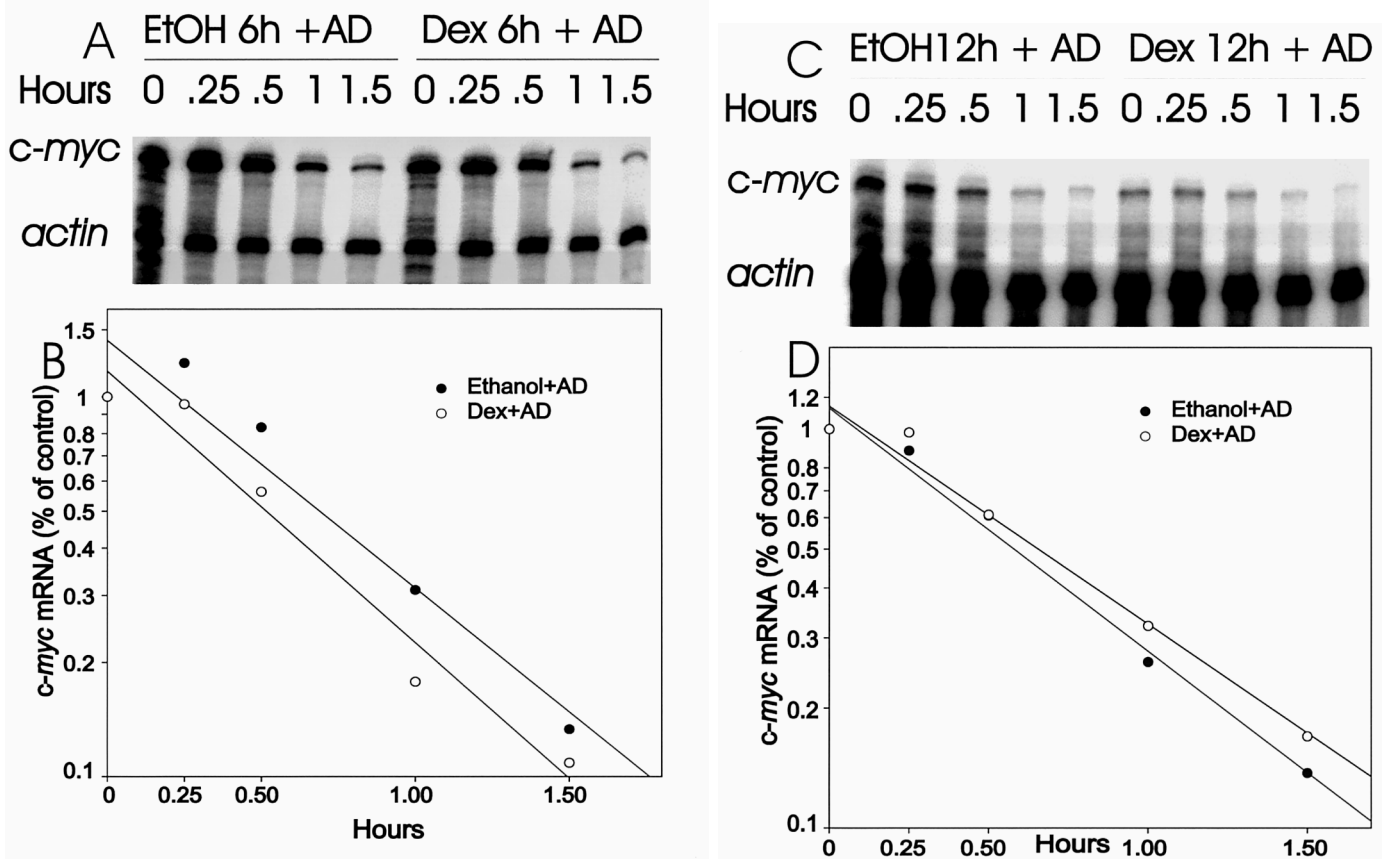 A
EtOH 6h +AD Dex 6h + AD
Hours 0 .25 .5 1 1.5 0 .25 .5 1 1.5
c-myc
actin
B
1.5
1
0.8
0.7
0.6
0.5
0.4
0.3
0.2
0.1
c-myc mRNA (% of control)
Ethanol+AD
Dex+AD
0 0.25 0.50 1.00 1.50
Hours
C
EtOH12h + AD Dex 12h + AD
Hours 0 .25 .5 1 1.5 0 .25 .5 1 1.5
c-myc
actin
D
1.2
1
0.8
0.7
0.6
0.5
0.4
0.3
0.2
0.1
c-myc mRNA (% of control)
Ethanol+AD
Dex+AD
0 0.25 0.50 1.00 1.50
Hours